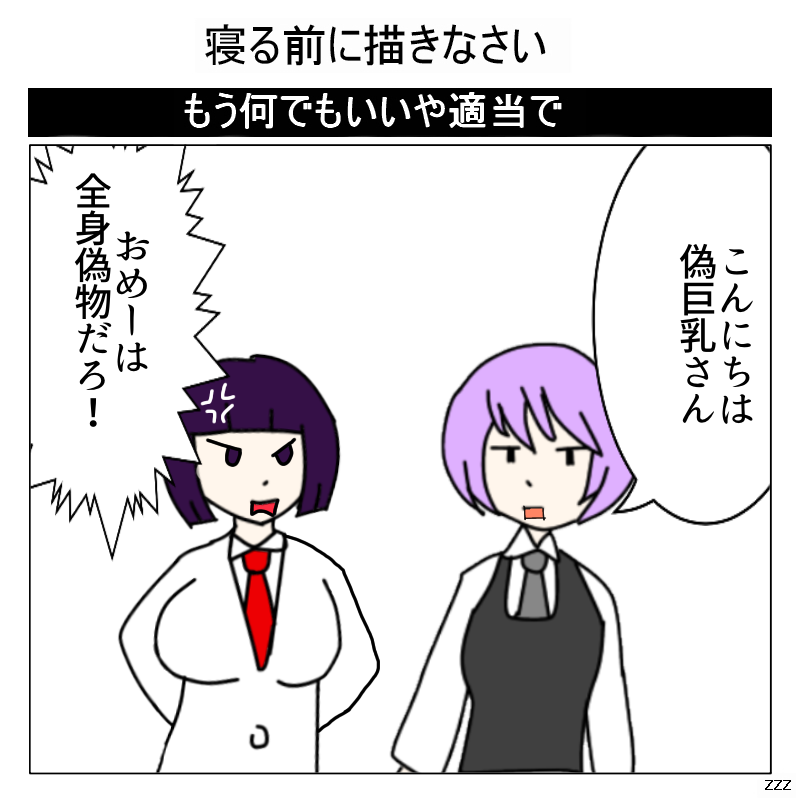 寝る前に描きなさい
もう何でもいいや適当で
こんにちは
偽巨乳さん
おめーは
全身偽物だろ！
zzz